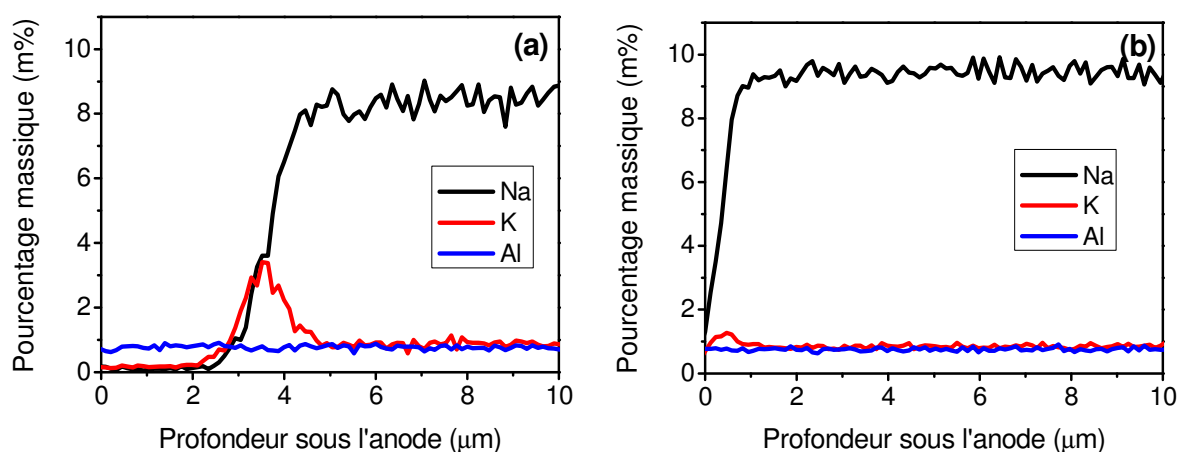 (a)
Pourcentage massique (m%)
10
8
6
4
2
0
Na
K
Al
0 2 4 6 8 10
Profondeur sous l'anode (μm)
(b)
Pourcentage massique (m%)
10
8
6
4
2
0
Na
K
Al
0 2 4 6 8 10
Profondeur sous l'anode (μm)